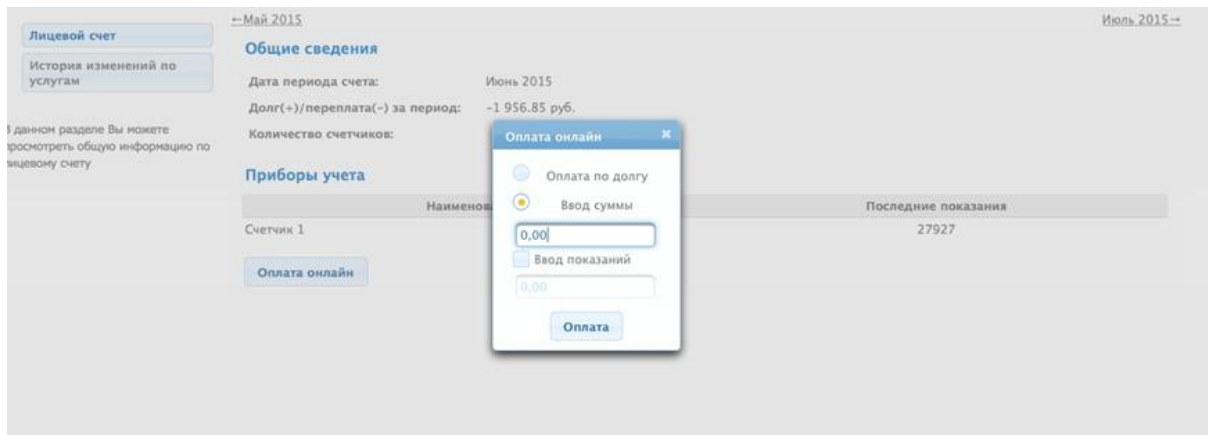 ←Май 2015
Июль 2015→
Лицевой счет
История изменений по
услугам
данном разделе Вы можете
просмотреть общую информацию по
лицевому счету
Общие сведения
Дата периода счета: Июнь 2015
Долг(+)/переплата(-) за период: -1 956.85 руб.
Количество счетчиков:
Приборы учета
Наименов
Последние показания
Счетчик 1 27927
Оплата онлайн
Оплата онлайн
Оплата по долгу
Ввод суммы
0,00
Ввод показаний
0,00
Оплата